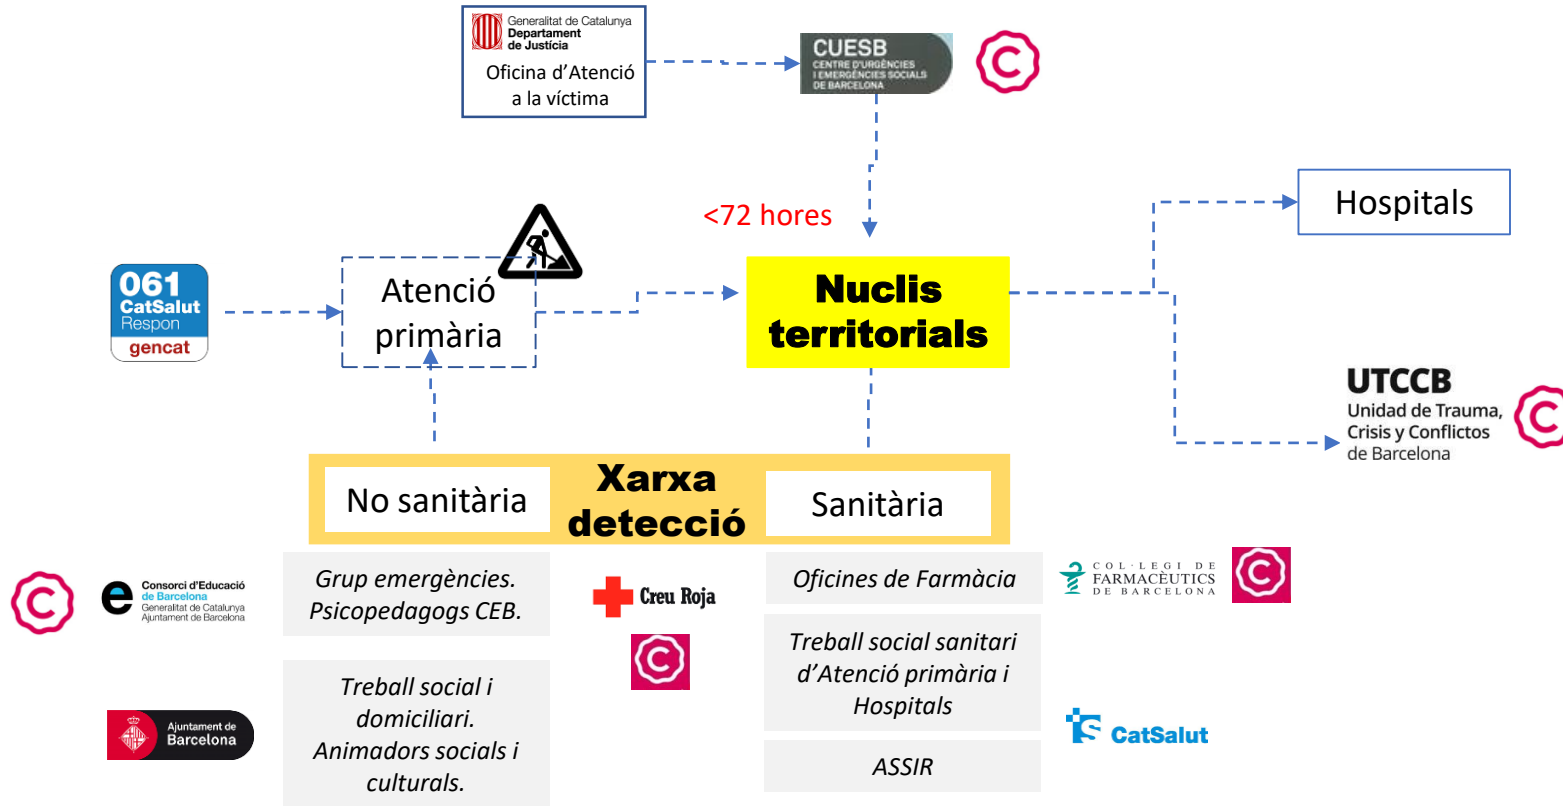 Generalitat de Catalunya
Departament
de Justícia
Oficina d’Atenció
a la víctima
CUESB
CENTRE D'URGÈNCIES
I EMERGÈNCIES SOCIALS
DE BARCELONA
C
<72 hores
Hospitals
061
CatSalut
Respon
gencat
Atenció
primària
Nuclis
territorials
UTCCB
Unidad de Trauma,
Crisis y Conflictos
de Barcelona
C
No sanitària
Xarxa
detecció
Sanitària
C
e
Consorci d'Educació
de Barcelona
Generalitat de Catalunya
Ajuntament de Barcelona
Grup emergències.
Psicopedagogs CEB.
Creu Roja
C
Oficines de Farmàcia
COL·LEGI DE
FARMACÈUTICS
DE BARCELONA
C
Ajuntament de
Barcelona
Treball social i
domiciliari.
Animadors socials i
culturals.
Treball social sanitari
d’Atenció primària i
Hospitals
CatSalut
ASSIR